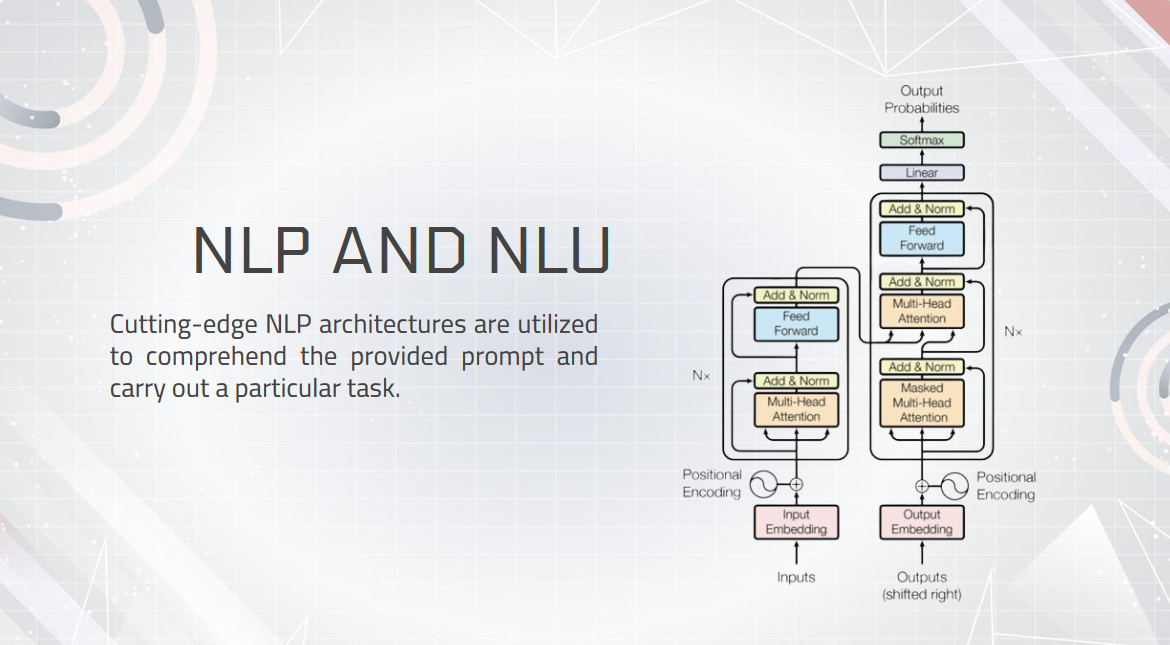 NLP AND NLU
Cutting-edge NLP architectures are utilized
to comprehend the provided prompt and
carry out a particular task.
Output
Probabilities
Softmax
Linear
Add & Norm
Feed
Forward
Add & Norm
Multi-Head
Attention
Add & Norm
Masked
Multi-Head
Attention
Nx
Add & Norm
Feed
Forward
Add & Norm
Multi-Head
Attention
Nx
Positional
Encoding
Positional
Encoding
Input
Embedding
Output
Embedding
Inputs
Outputs
(shifted right)